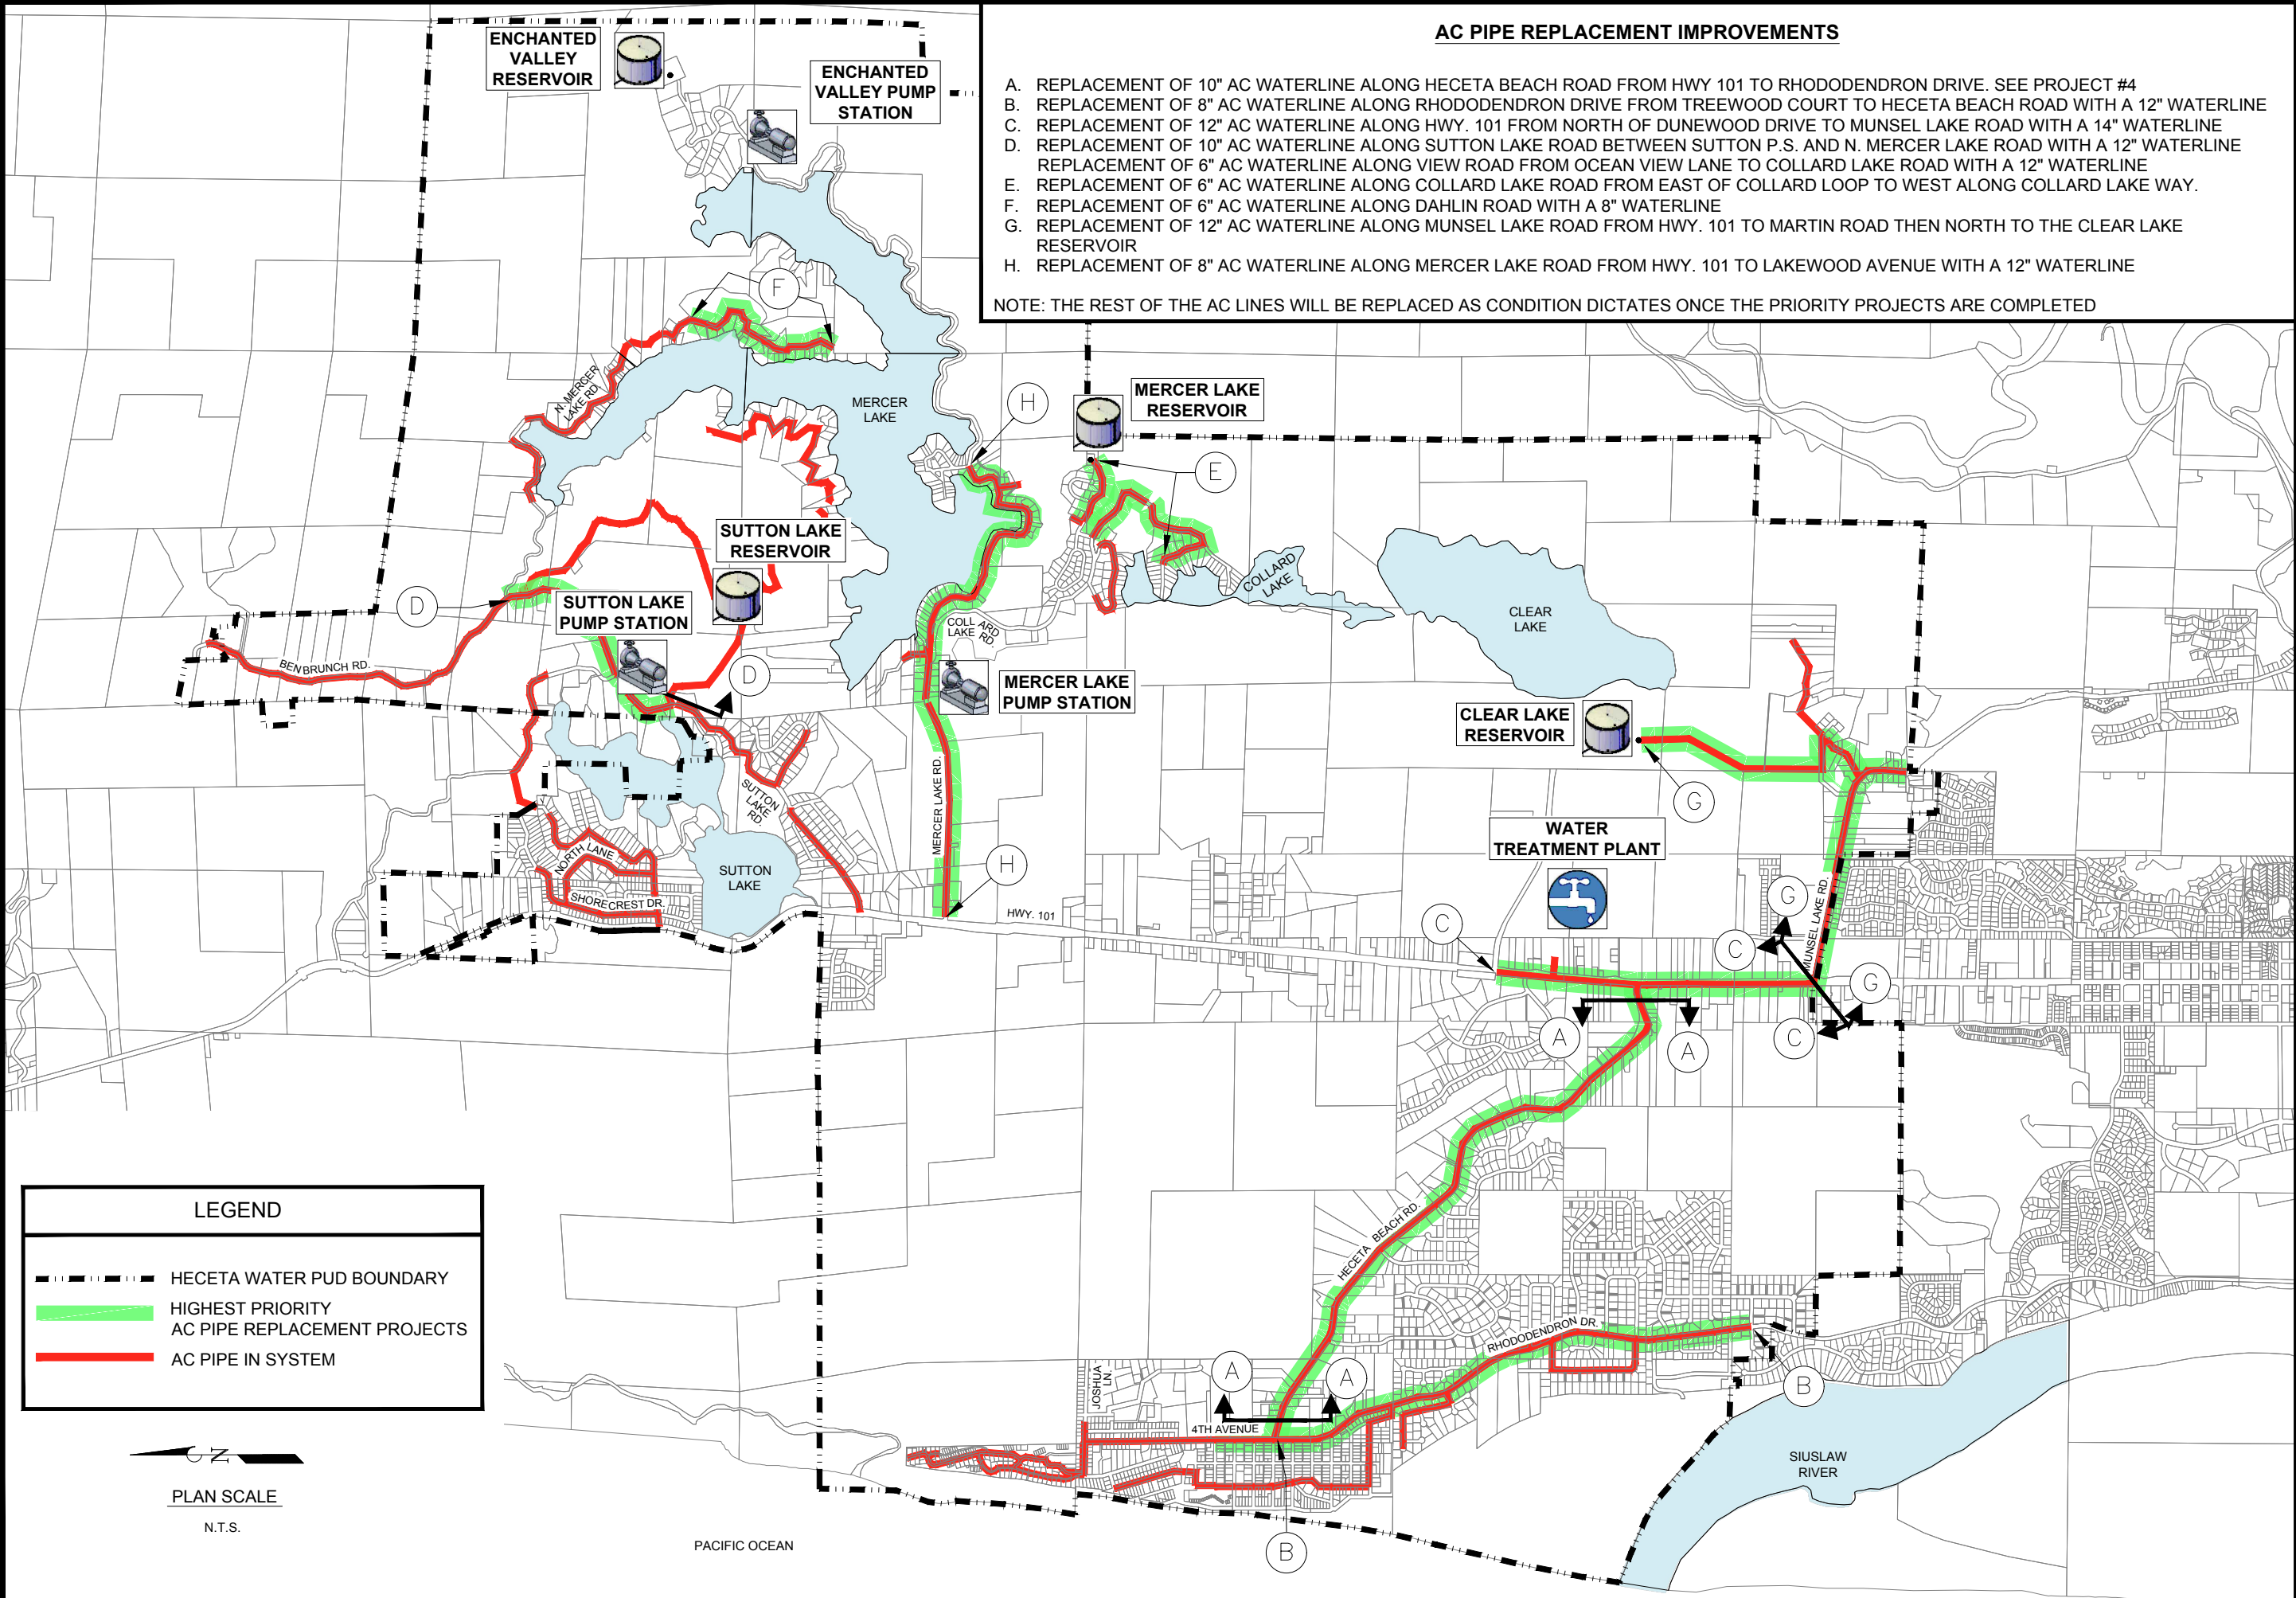 AC PIPE REPLACEMENT IMPROVEMENTS
A. REPLACEMENT OF 10" AC WATERLINE ALONG HECETA BEACH ROAD FROM HWY 101 TO RHODODENDRON DRIVE. SEE PROJECT #4
B. REPLACEMENT OF 8" AC WATERLINE ALONG RHODODENDRON DRIVE FROM TREEWOOD COURT TO HECETA BEACH ROAD WITH A 12" WATERLINE
C. REPLACEMENT OF 12" AC WATERLINE ALONG HWY. 101 FROM NORTH OF DUNEWOOD DRIVE TO MUNSEL LAKE ROAD WITH A 14" WATERLINE
D. REPLACEMENT OF 10" AC WATERLINE ALONG SUTTON LAKE ROAD BETWEEN SUTTON P.S. AND N. MERCER LAKE ROAD WITH A 12" WATERLINE
REPLACEMENT OF 6" AC WATERLINE ALONG VIEW ROAD FROM OCEAN VIEW LANE TO COLLARD LAKE ROAD WITH A 12" WATERLINE
E. REPLACEMENT OF 6" AC WATERLINE ALONG COLLARD LAKE ROAD FROM EAST OF COLLARD LOOP TO WEST ALONG COLLARD LAKE WAY.
F. REPLACEMENT OF 6" AC WATERLINE ALONG DAHLIN ROAD WITH A 8" WATERLINE
G. REPLACEMENT OF 12" AC WATERLINE ALONG MUNSEL LAKE ROAD FROM HWY. 101 TO MARTIN ROAD THEN NORTH TO THE CLEAR LAKE
RESERVOIR
H. REPLACEMENT OF 8" AC WATERLINE ALONG MERCER LAKE ROAD FROM HWY. 101 TO LAKEWOOD AVENUE WITH A 12" WATERLINE
NOTE: THE REST OF THE AC LINES WILL BE REPLACED AS CONDITION DICTATES ONCE THE PRIORITY PROJECTS ARE COMPLETED
ENCHANTED
VALLEY
RESERVOIR
ENCHANTED
VALLEY PUMP
STATION
F
N. MERCER
LAKE RD.
MERCER
LAKE
H
MERCER LAKE
RESERVOIR
E
SUTTON LAKE
RESERVOIR
D
SUTTON LAKE
PUMP STATION
BENBRUNCH RD.
D
COLLARD
LAKE RD.
COLLARD
LAKE
CLEAR
LAKE
MERCER LAKE
PUMP STATION
CLEAR LAKE
RESERVOIR
G
MERCER LAKE RD.
SUTTON
LAKE
RD.
NORTH LANE
SHORECREST DR.
SUTTON
LAKE
H
HWY. 101
WATER
TREATMENT PLANT
MUNSEL LAKE RD.
G
C
C
G
C
A
A
HECETA BEACH RD.
RHODODENDRON DR.
JOSHUA
LN.
A
A
4TH AVENUE
B
B
SIUSLAW
RIVER
PACIFIC OCEAN
LEGEND
HECETA WATER PUD BOUNDARY
HIGHEST PRIORITY
AC PIPE REPLACEMENT PROJECTS
AC PIPE IN SYSTEM
N
PLAN SCALE
N.T.S.